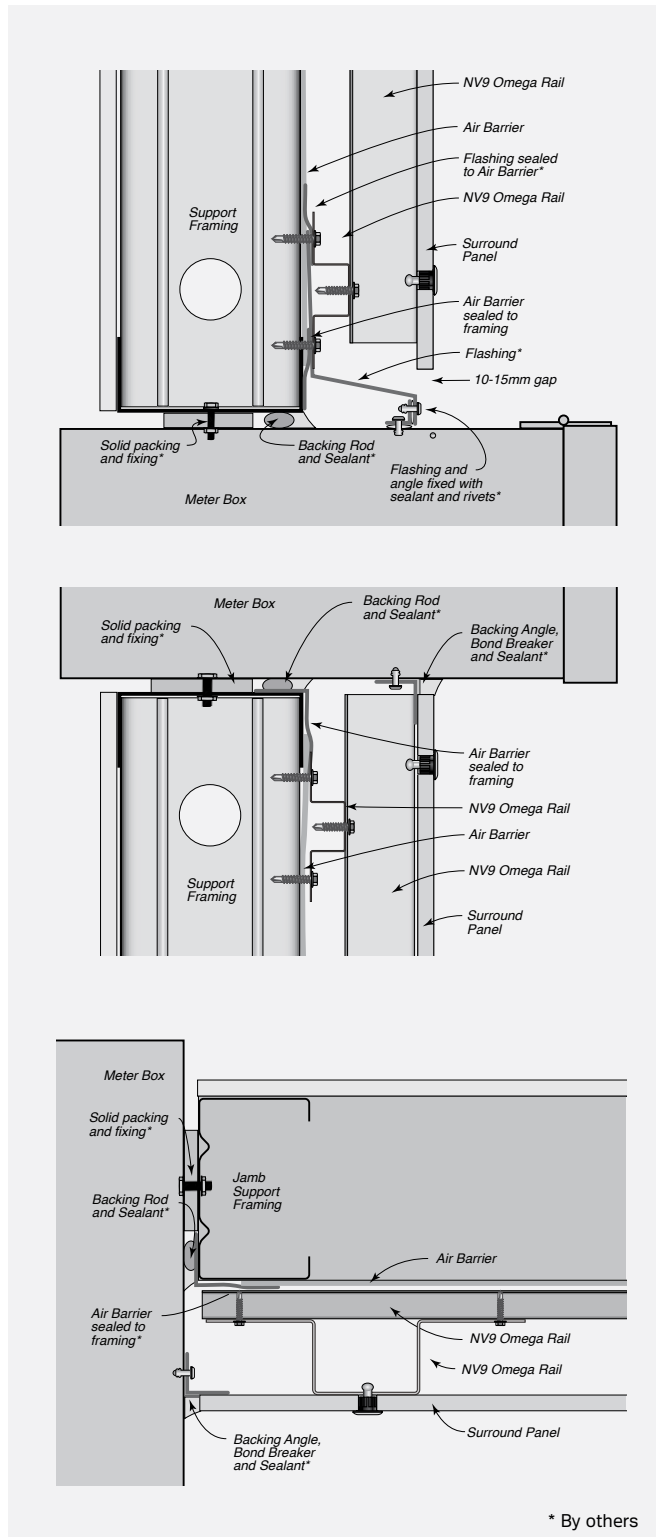 NV9 Omega Rail
Air Barrier
Flashing sealed
to Air Barrier*
NV9 Omega Rail
Support
Framing
Surround
Panel
Air Barrier
sealed to
framing
Flashing*
10-15mm gap
Solid packing
and fixing*
Backing Rod
and Sealant*
Flashing and
angle fixed with
sealant and rivets*
Meter Box
Meter Box
Backing Rod
and Sealant*
Solid packing
and fixing*
Backing Angle,
Bond Breaker
and Sealant*
Air Barrier
sealed to
framing
NV9 Omega Rail
Air Barrier
NV9 Omega Rail
Support
Framing
Surround
Panel
Meter Box
Solid packing
and fixing*
Jamb
Support
Framing
Backing Rod
and Sealant*
Air Barrier
Air Barrier
sealed to
framing*
NV9 Omega Rail
NV9 Omega Rail
Surround Panel
Backing Angle,
Bond Breaker
and Sealant*
* By others